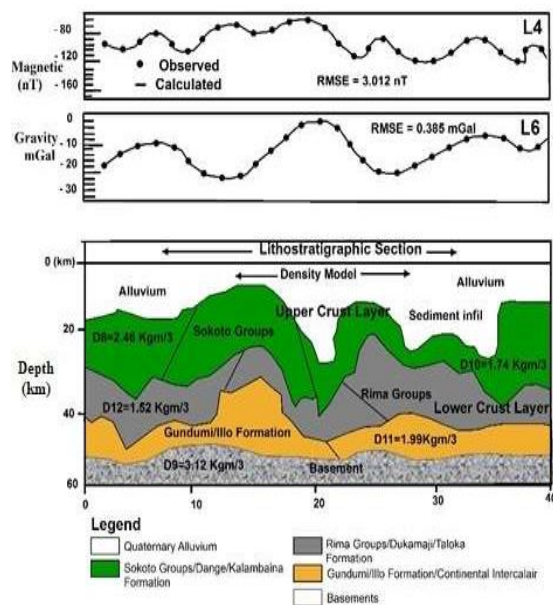 L4
- 80
- 120
- 160
Magnetic
(nT)
Observed
Calculated
RMSE = 3.012 nT
L6
0
- 10
- 20
- 30
Gravity
mGal
RMSE = 0.385 mGal
Lithostratigraphic Section
0 (km)
Density Model
Alluvium
Alluvium
Upper Crust Layer
Sokoto Groups
Sediment infil
D8=2.46 Kgm/3
D10=1.74 Kgm/3
20
Depth
(km)
D12=1.52 Kgm/3
Rima Groups
Lower Crust Layer
40
Gundumi/Illo Formation
D11=1.99Kgm/3
D9=3.12 Kgm/3
Basement
60
0
10
20
30
40
Legend
Quaternary Alluvium
Sokoto Groups/Dange/Kalambaina
Formation
Rima Groups/Dukamaji/Taloka
Formation
Gundumi/Illo Formation/Continental Intercalair
Basements